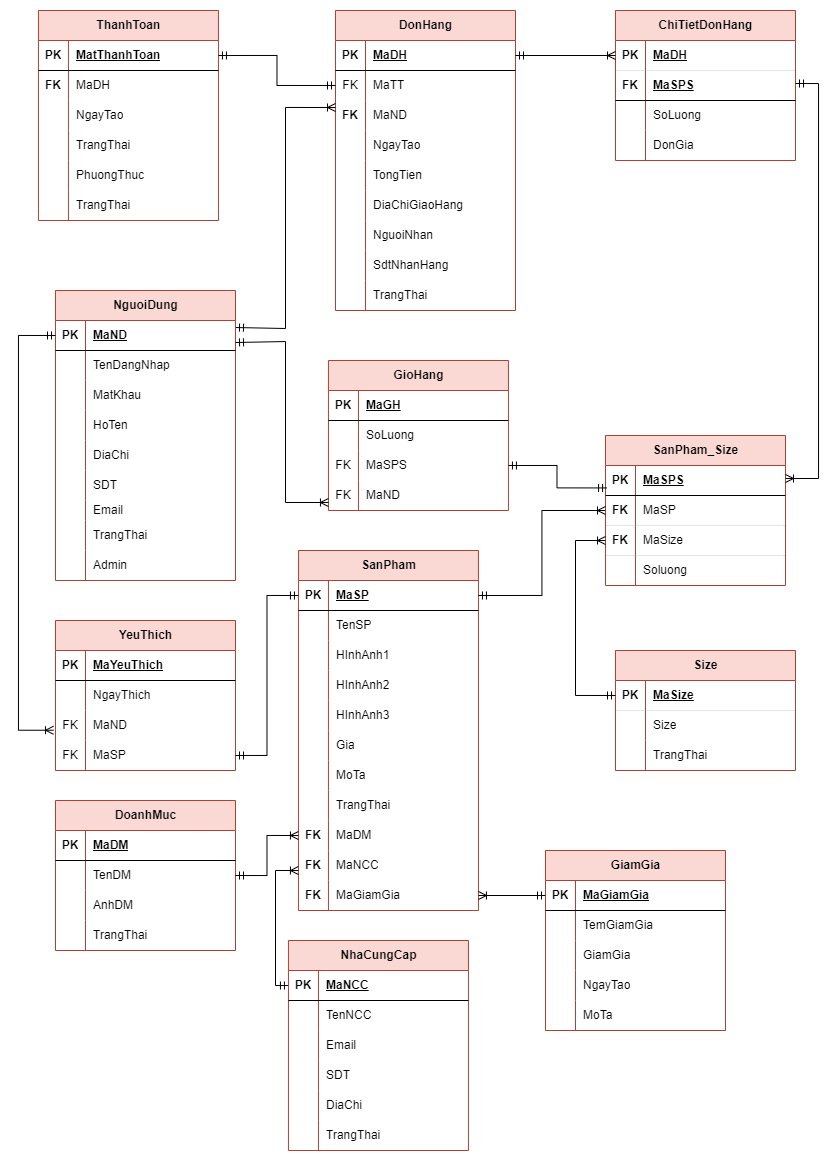 ThanhToan
PK MatThanhToan
FK MaDH
NgayTao
TrangThai
PhuongThuc
TrangThai
DonHang
PK MaDH
FK MaTT
FK MaND
NgayTao
TongTien
DiaChiGiaoHang
NguoiNhan
SdtNhanHang
TrangThai
ChiTietDonHang
PK MaDH
FK MaSPS
SoLuong
DonGia
NguoiDung
PK MaND
TenDangNhap
MatKhau
HoTen
DiaChi
SDT
Email
TrangThai
Admin
GioHang
PK MaGH
SoLuong
FK MaSPS
FK MaND
SanPham_Size
PK MaSPS
FK MaSP
FK MaSize
Soluong
SanPham
PK MaSP
TenSP
HInhAnh1
HInhAnh2
HInhAnh3
Gia
MoTa
TrangThai
FK MaDM
FK MaNCC
FK MaGiamGia
YeuThich
PK MaYeuThich
NgayThich
FK MaND
FK MaSP
Size
PK MaSize
Size
TrangThai
DoanhMuc
PK MaDM
TenDM
AnhDM
TrangThai
GiamGia
PK MaGiamGia
TemGiamGia
GiamGia
NgayTao
MoTa
NhaCungCap
PK MaNCC
TenNCC
Email
SDT
DiaChi
TrangThai